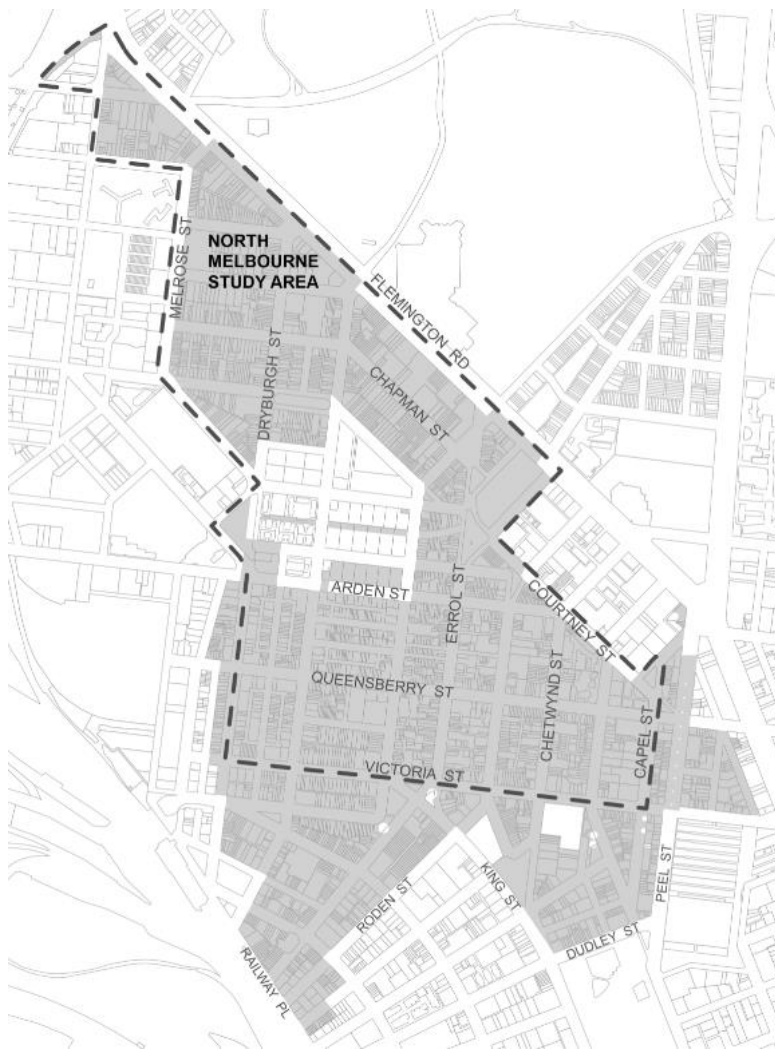 NORTH
MELBOURNE
STUDY AREA
MELROSE ST
FLEMINGTON RD
DRYBURGH ST
CHAPMAN ST
ARDEN ST
ERROL ST
COURTNEY ST
QUEENSBERRY ST
CHETWYND ST
CAPEL ST
VICTORIA ST
PEEL ST
KING ST
RODEN ST
DUDLEY ST
RAILWAY PL